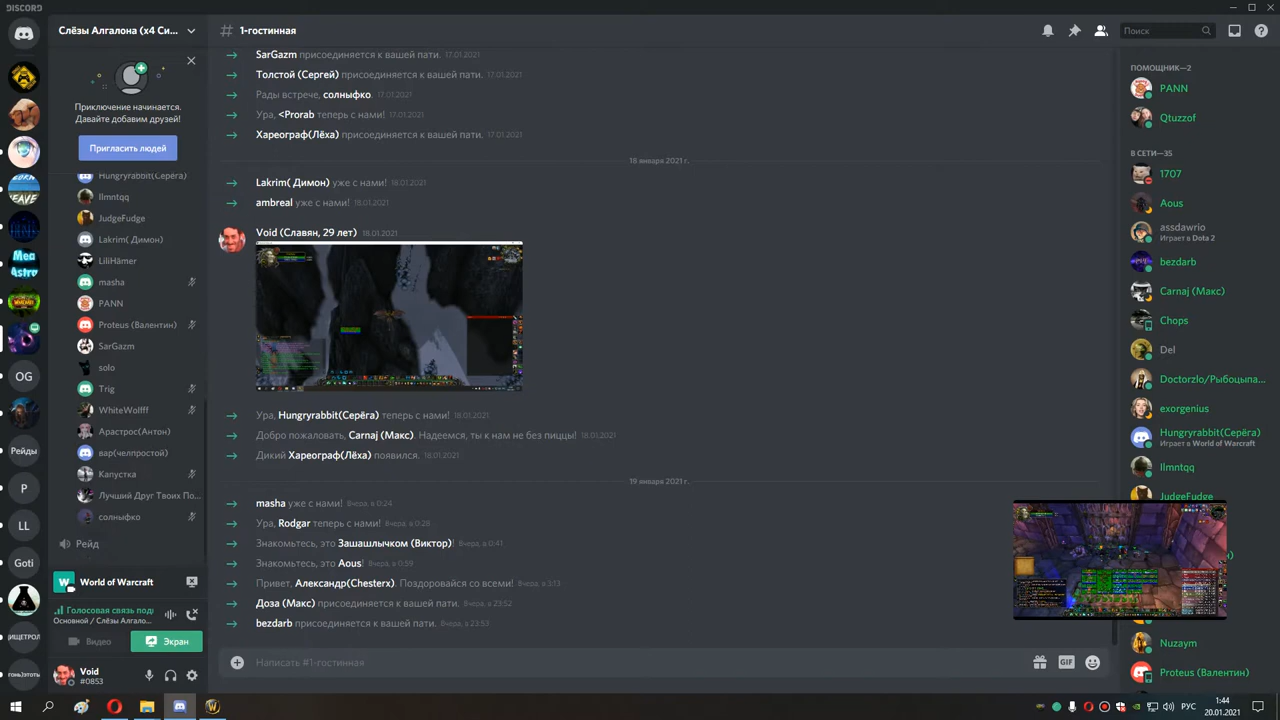 DISCORD
Слёзы Алгалона (x4 Си...
1-гостинная
Поиск
Приключение начинается.
Давайте добавим друзей!
Пригласить людей
Hungryrabbit(Серёга)
Ilmntqq
JudgeFudge
Lakrim( Димон)
LiliHämer
masha
PANN
Proteus (Валентин)
SarGazm
solo
Trig
WhiteWolfff
Арастрос(Антон)
вар(челпростой)
Капустка
Лучший Друг Твоих По...
солныфко
Рейд
World of Warcraft
Голосовая связь подк
Основной / Слёзы Алгало...
Видео
Экран
Void
#0853
OG
Рейды
P
LL
Goti
Mea
Astro
SarGazm присоединяется к вашей пати. 17.01.2021
Толстой (Сергей) присоединяется к вашей пати. 17.01.2021
Рады встрече, солныфко. 17.01.2021
Ура, <Prorab теперь с нами! 17.01.2021
Хареограф(Лёха) присоединяется к вашей пати. 17.01.2021
18 января 2021 г.
Lakrim( Димон) уже с нами! 18.01.2021
ambreal уже с нами! 18.01.2021
Void (Славян, 29 лет) 18.01.2021
Ура, Hungryrabbit(Серёга) теперь с нами! 18.01.2021
Добро пожаловать, Carnaj (Макс). Надеемся, ты к нам не без пиццы! 18.01.2021
Дикий Хареограф(Лёха) появился. 18.01.2021
19 января 2021 г.
masha уже с нами! Вчера, в 0:24
Ура, Rodgar теперь с нами! Вчера, в 0:28
Знакомьтесь, это Зашашлычком (Виктор)! Вчера, в 0:41
Знакомьтесь, это Aous! Вчера, в 0:59
Привет, Александр(Chesterx). Поздоровайся со всеми! Вчера, в 3:13
Доза (Макс) присоединяется к вашей пати. Вчера, в 23:52
bezdarb присоединяется к вашей пати. Вчера, в 23:53
Написать #1-гостинная
GIF
ПОМОЩНИК—2
PANN
Qtuzzof
В СЕТИ—35
1707
Aous
assdawrio
Играет в Dota 2
bezdarb
Carnaj (Макс)
Chops
Del
Doctorzlo/Рыбоцыпа...
exorgenius
Hungryrabbit(Серёга)
Играет в World of Warcraft
Ilmntqq
JudgeFudge
Nuzaym
Proteus (Валентин)
РУС
1:44
20.01.2021